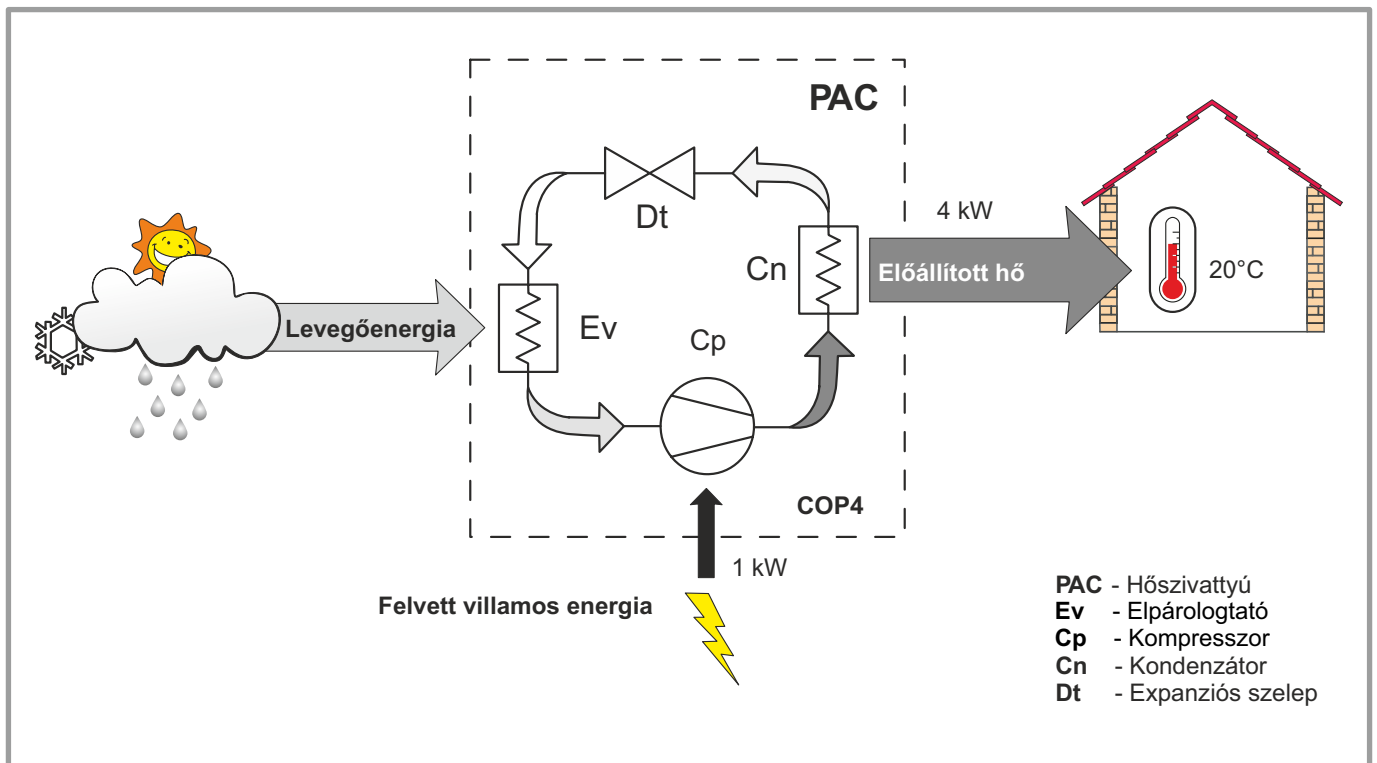 PAC
Dt
4 kW
Cn
Előállított hő
20°C
Levegőenergia
Ev
Cp
COP4
1 kW
Felvett villamos energia
PAC - Hőszivattyú
Ev - Elpárologtató
Cp - Kompresszor
Cn - Kondenzátor
Dt - Expanziós szelep